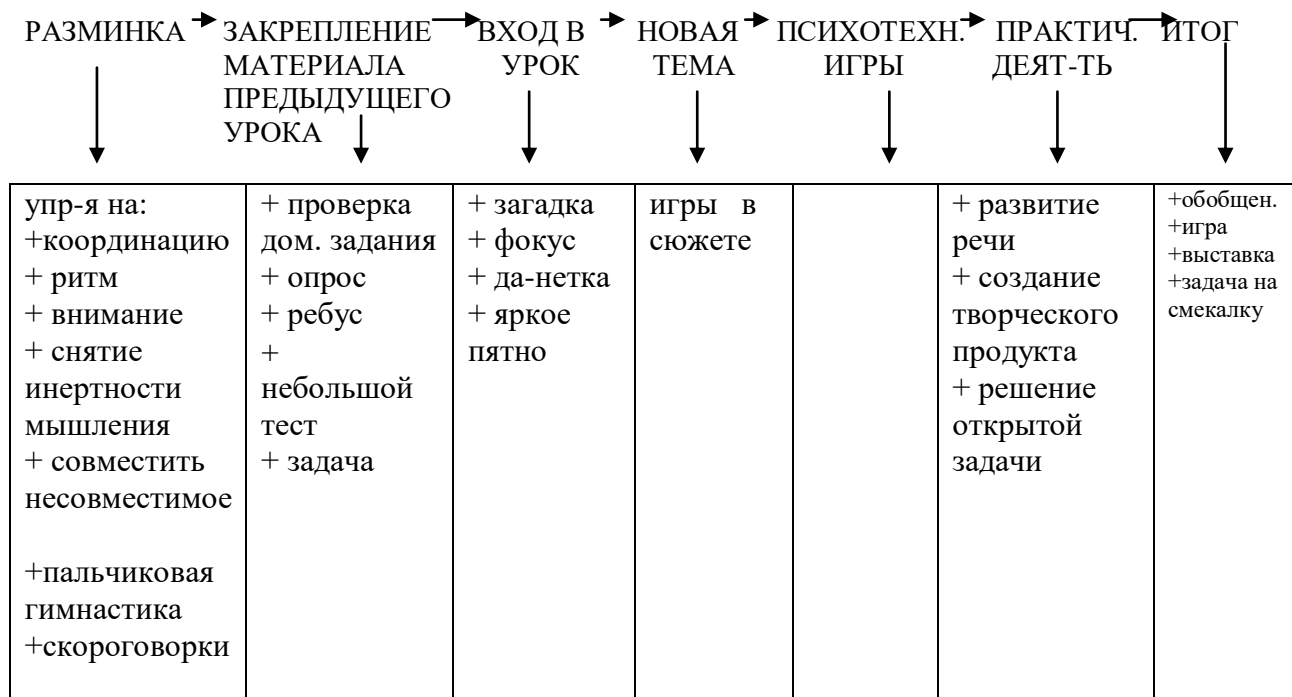 РАЗМИНКА
ЗАКРЕПЛЕНИЕ
МАТЕРИАЛА
ПРЕДЫДУЩЕГО
УРОКА
ВХОД В
УРОК
НОВАЯ
ТЕМА
ПСИХОТЕХН.
ИГРЫ
ПРАКТИЧ.
ДЕЯТ-ТЬ
ИТОГ
упр-я на:
+координацию
+ ритм
+ внимание
+ снятие
инертности
мышления
+ совместить
несовместимое
+пальчиковая
гимнастика
+скороговорки
+ проверка
дом. задания
+ опрос
+ ребус
+
небольшой
тест
+ задача
+ загадка
+ фокус
+ да-нетка
+ яркое
пятно
игры в
сюжете
+ развитие
речи
+ создание
творческого
продукта
+ решение
открытой
задачи
+обобщен.
+игра
+выставка
+задача на
смекалку